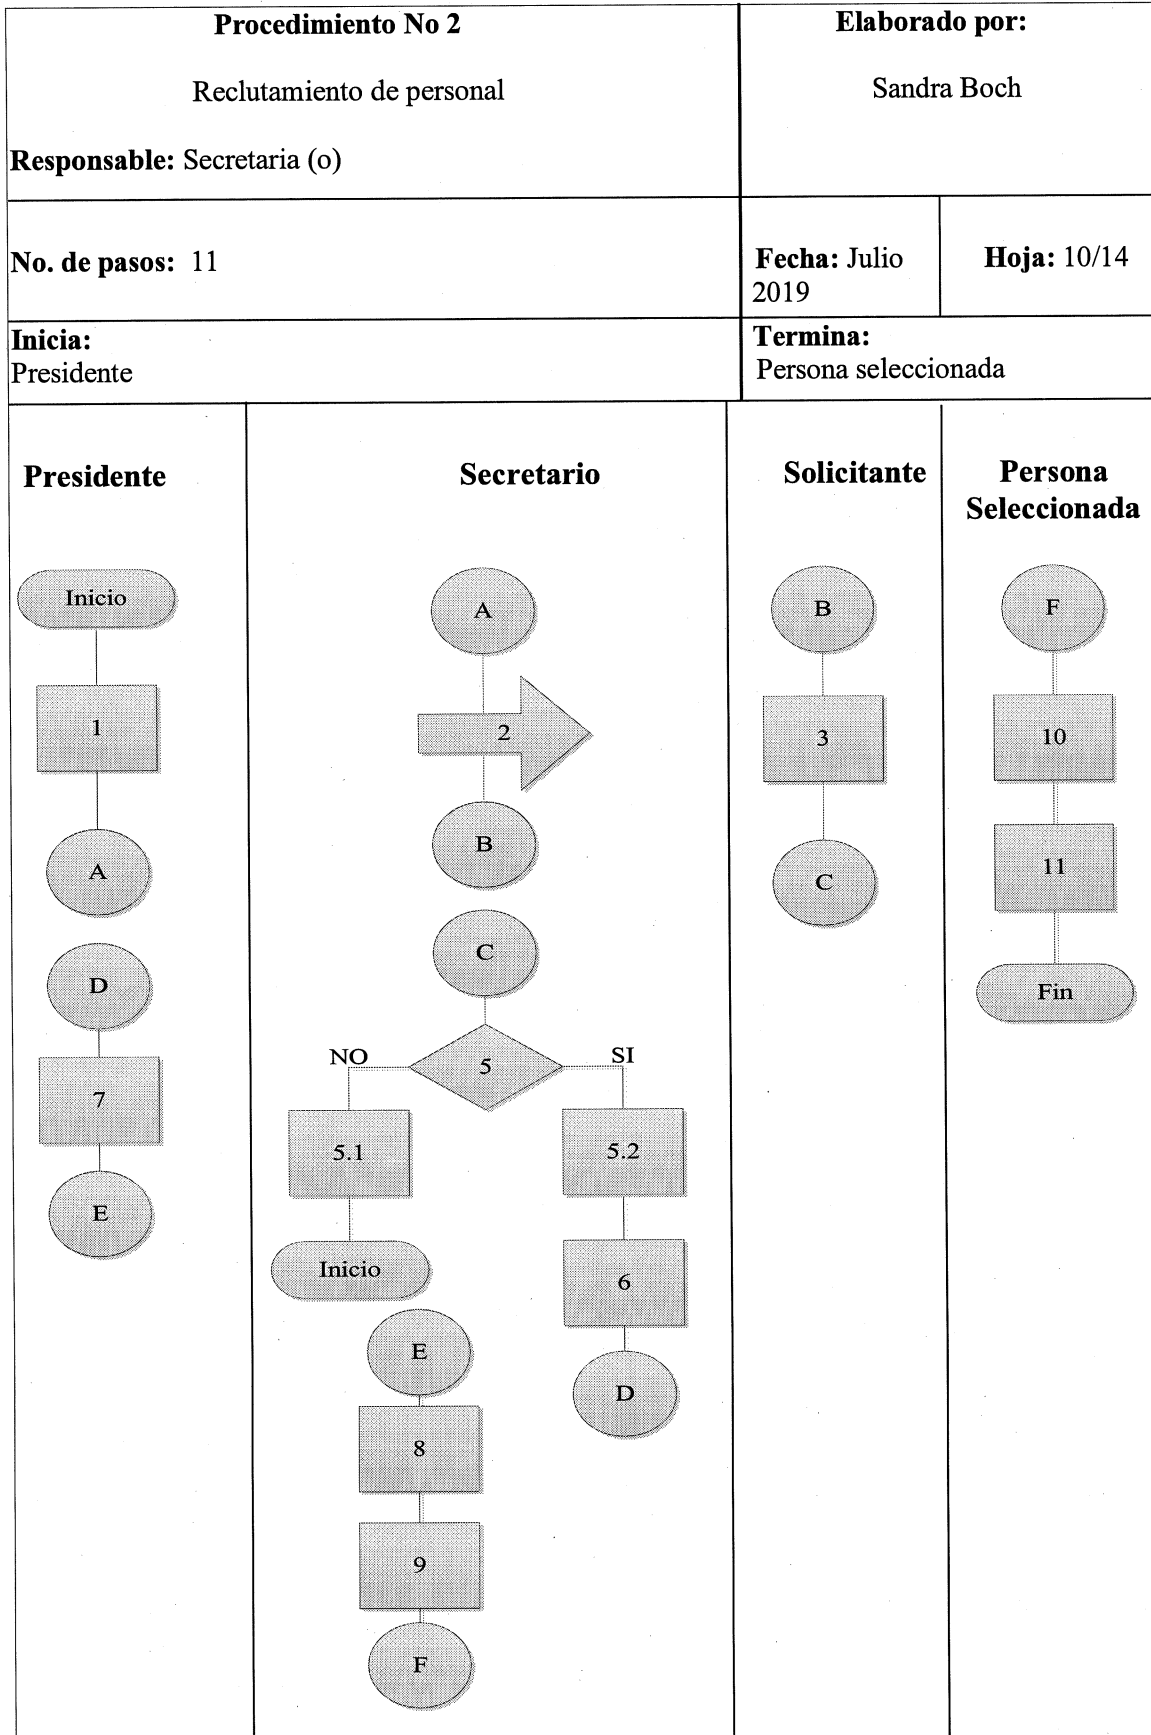 Procedimiento No 2
Reclutamiento de personal
Responsable: Secretaria (o)
Elaborado por:
Sandra Boch
No. de pasos: 11
Fecha: Julio
2019
Hoja: 10/14
Inicia:
Presidente
Termina:
Persona seleccionada
Presidente
Inicio
1
A
D
7
E
Secretario
A
2
B
C
5
NO
SI
5.1
5.2
Inicio
6
D
E
8
9
F
Solicitante
B
3
C
Persona
Seleccionada
F
10
11
Fin